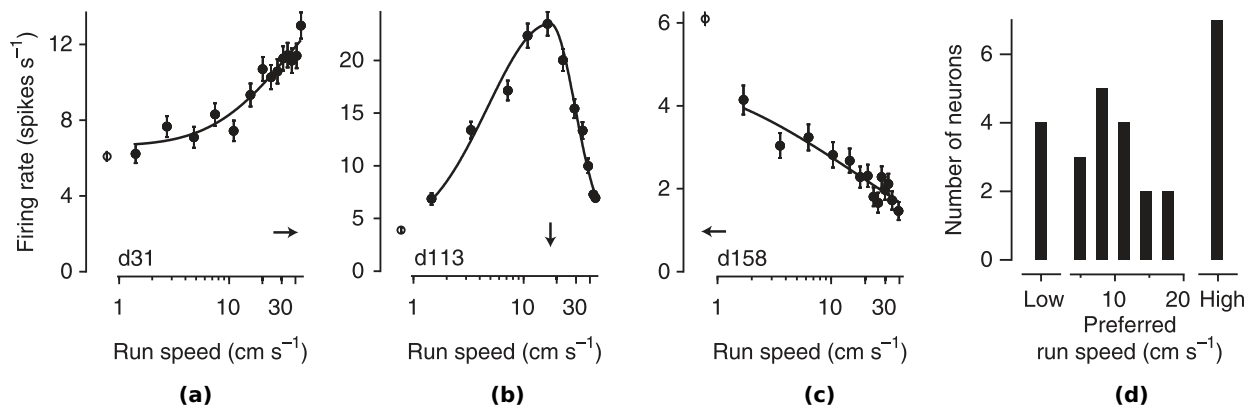 Firing rate (spikes s⁻¹)
12
8
4
0
d31
1 10 30
Run speed (cm s⁻¹)
(a)
20
15
10
5
0
d113
1 10 30
Run speed (cm s⁻¹)
(b)
6
4
2
0
d158
1 10 30
Run speed (cm s⁻¹)
(c)
Number of neurons
6
4
2
0
Low 10 20 High
Preferred
run speed (cm s⁻¹)
(d)